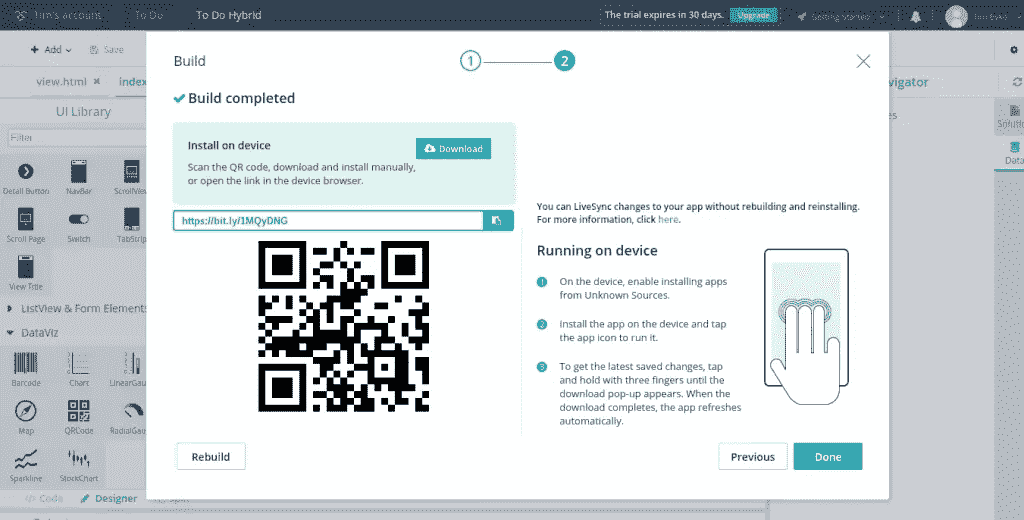 Tim's account
To Do
To Do Hybrid
The trial expires in 30 days.
Upgrade
Getting Started
Add
Save
view.html
index
vigator
UI Library
Filter
Detail Button
NavBar
ScrollView
Scroll Page
Switch
TabStrip
View Title
ListView & Form Elements
DataViz
Barcode
Chart
LinearGau
Map
QRCode
RadialGau
Sparkline
StockChart
Code
Designer
Split
Build
1
2
Build completed
Install on device
Download
Scan the QR code, download and install manually,
or open the link in the device browser.
https://bit.ly/1MQyDNG
You can LiveSync changes to your app without rebuilding and reinstalling.
For more information, click here.
Running on device
1 On the device, enable installing apps
from Unknown Sources.
2 Install the app on the device and tap
the app icon to run it.
3 To get the latest saved changes, tap
and hold with three fingers until the
download pop-up appears. When the
download completes, the app refreshes
automatically.
Rebuild
Previous
Done
es
Solutio
Data